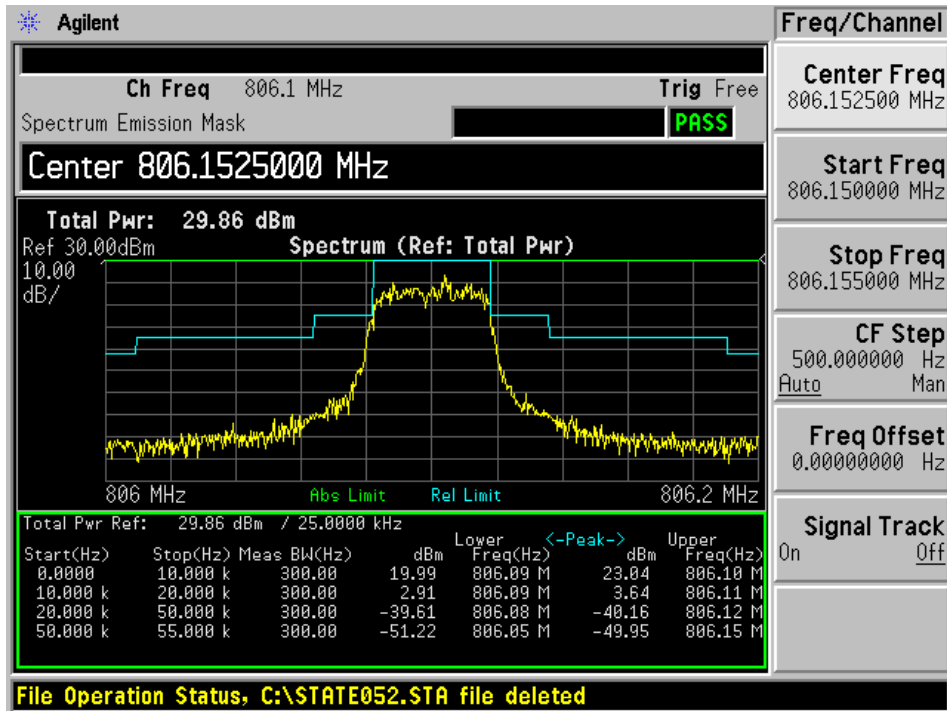 Agilent
Freq/Channel
Ch Freq 806.1 MHz Trig Free
Spectrum Emission Mask PASS
Center 806.1525000 MHz
Total Pwr: 29.86 dBm
Ref 30.00dBm Spectrum (Ref: Total Pwr)
10.00
dB/
806 MHz Abs Limit Rel Limit 806.2 MHz
Total Pwr Ref: 29.86 dBm / 25.0000 kHz
Lower <-Peak-> Upper
Start(Hz) Stop(Hz) Meas BW(Hz) dBm Freq(Hz) dBm Freq(Hz)
0.0000 10.000 k 300.00 19.99 806.09 M 23.04 806.10 M
10.000 k 20.000 k 300.00 2.91 806.09 M 3.64 806.11 M
20.000 k 50.000 k 300.00 -39.61 806.08 M -40.16 806.12 M
50.000 k 55.000 k 300.00 -51.22 806.05 M -49.95 806.15 M
Center Freq
806.152500 MHz
Start Freq
806.150000 MHz
Stop Freq
806.155000 MHz
CF Step
500.000000 Hz
Auto Man
Freq Offset
0.00000000 Hz
Signal Track
On Off
File Operation Status, C:\STATE052.STA file deleted